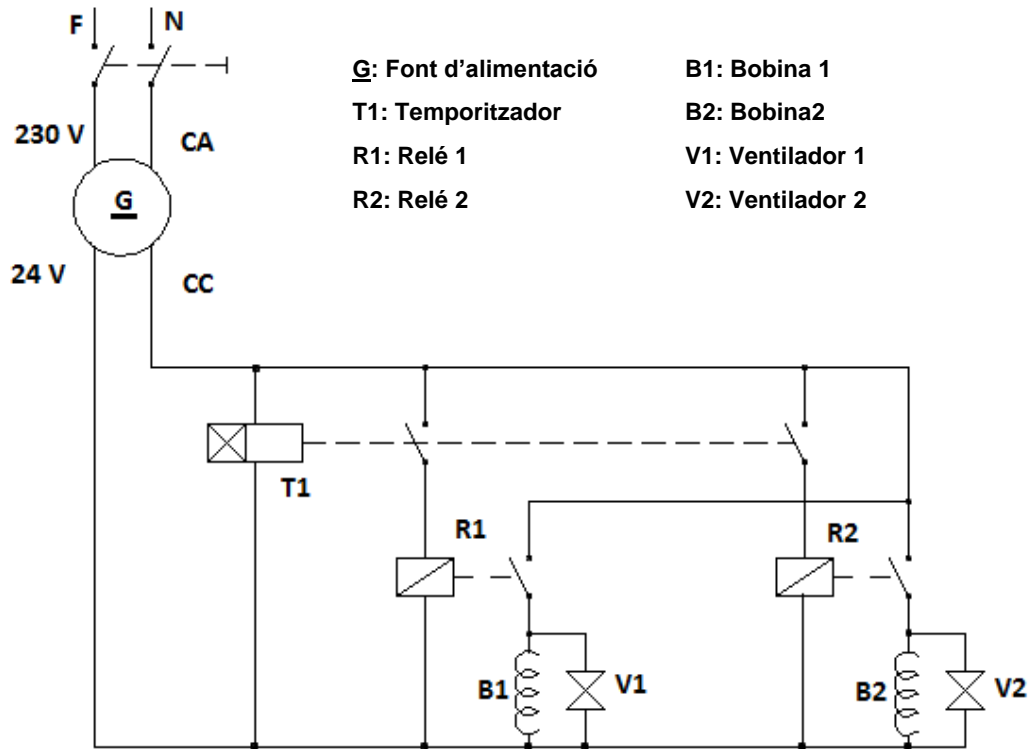 F N
G: Font d'alimentació B1: Bobina 1
T1: Temporitzador B2: Bobina2
230 V CA
R1: Relé 1 V1: Ventilador 1
G
R2: Relé 2 V2: Ventilador 2
24 V CC
T1
R1 R2
B1 V1 B2 V2